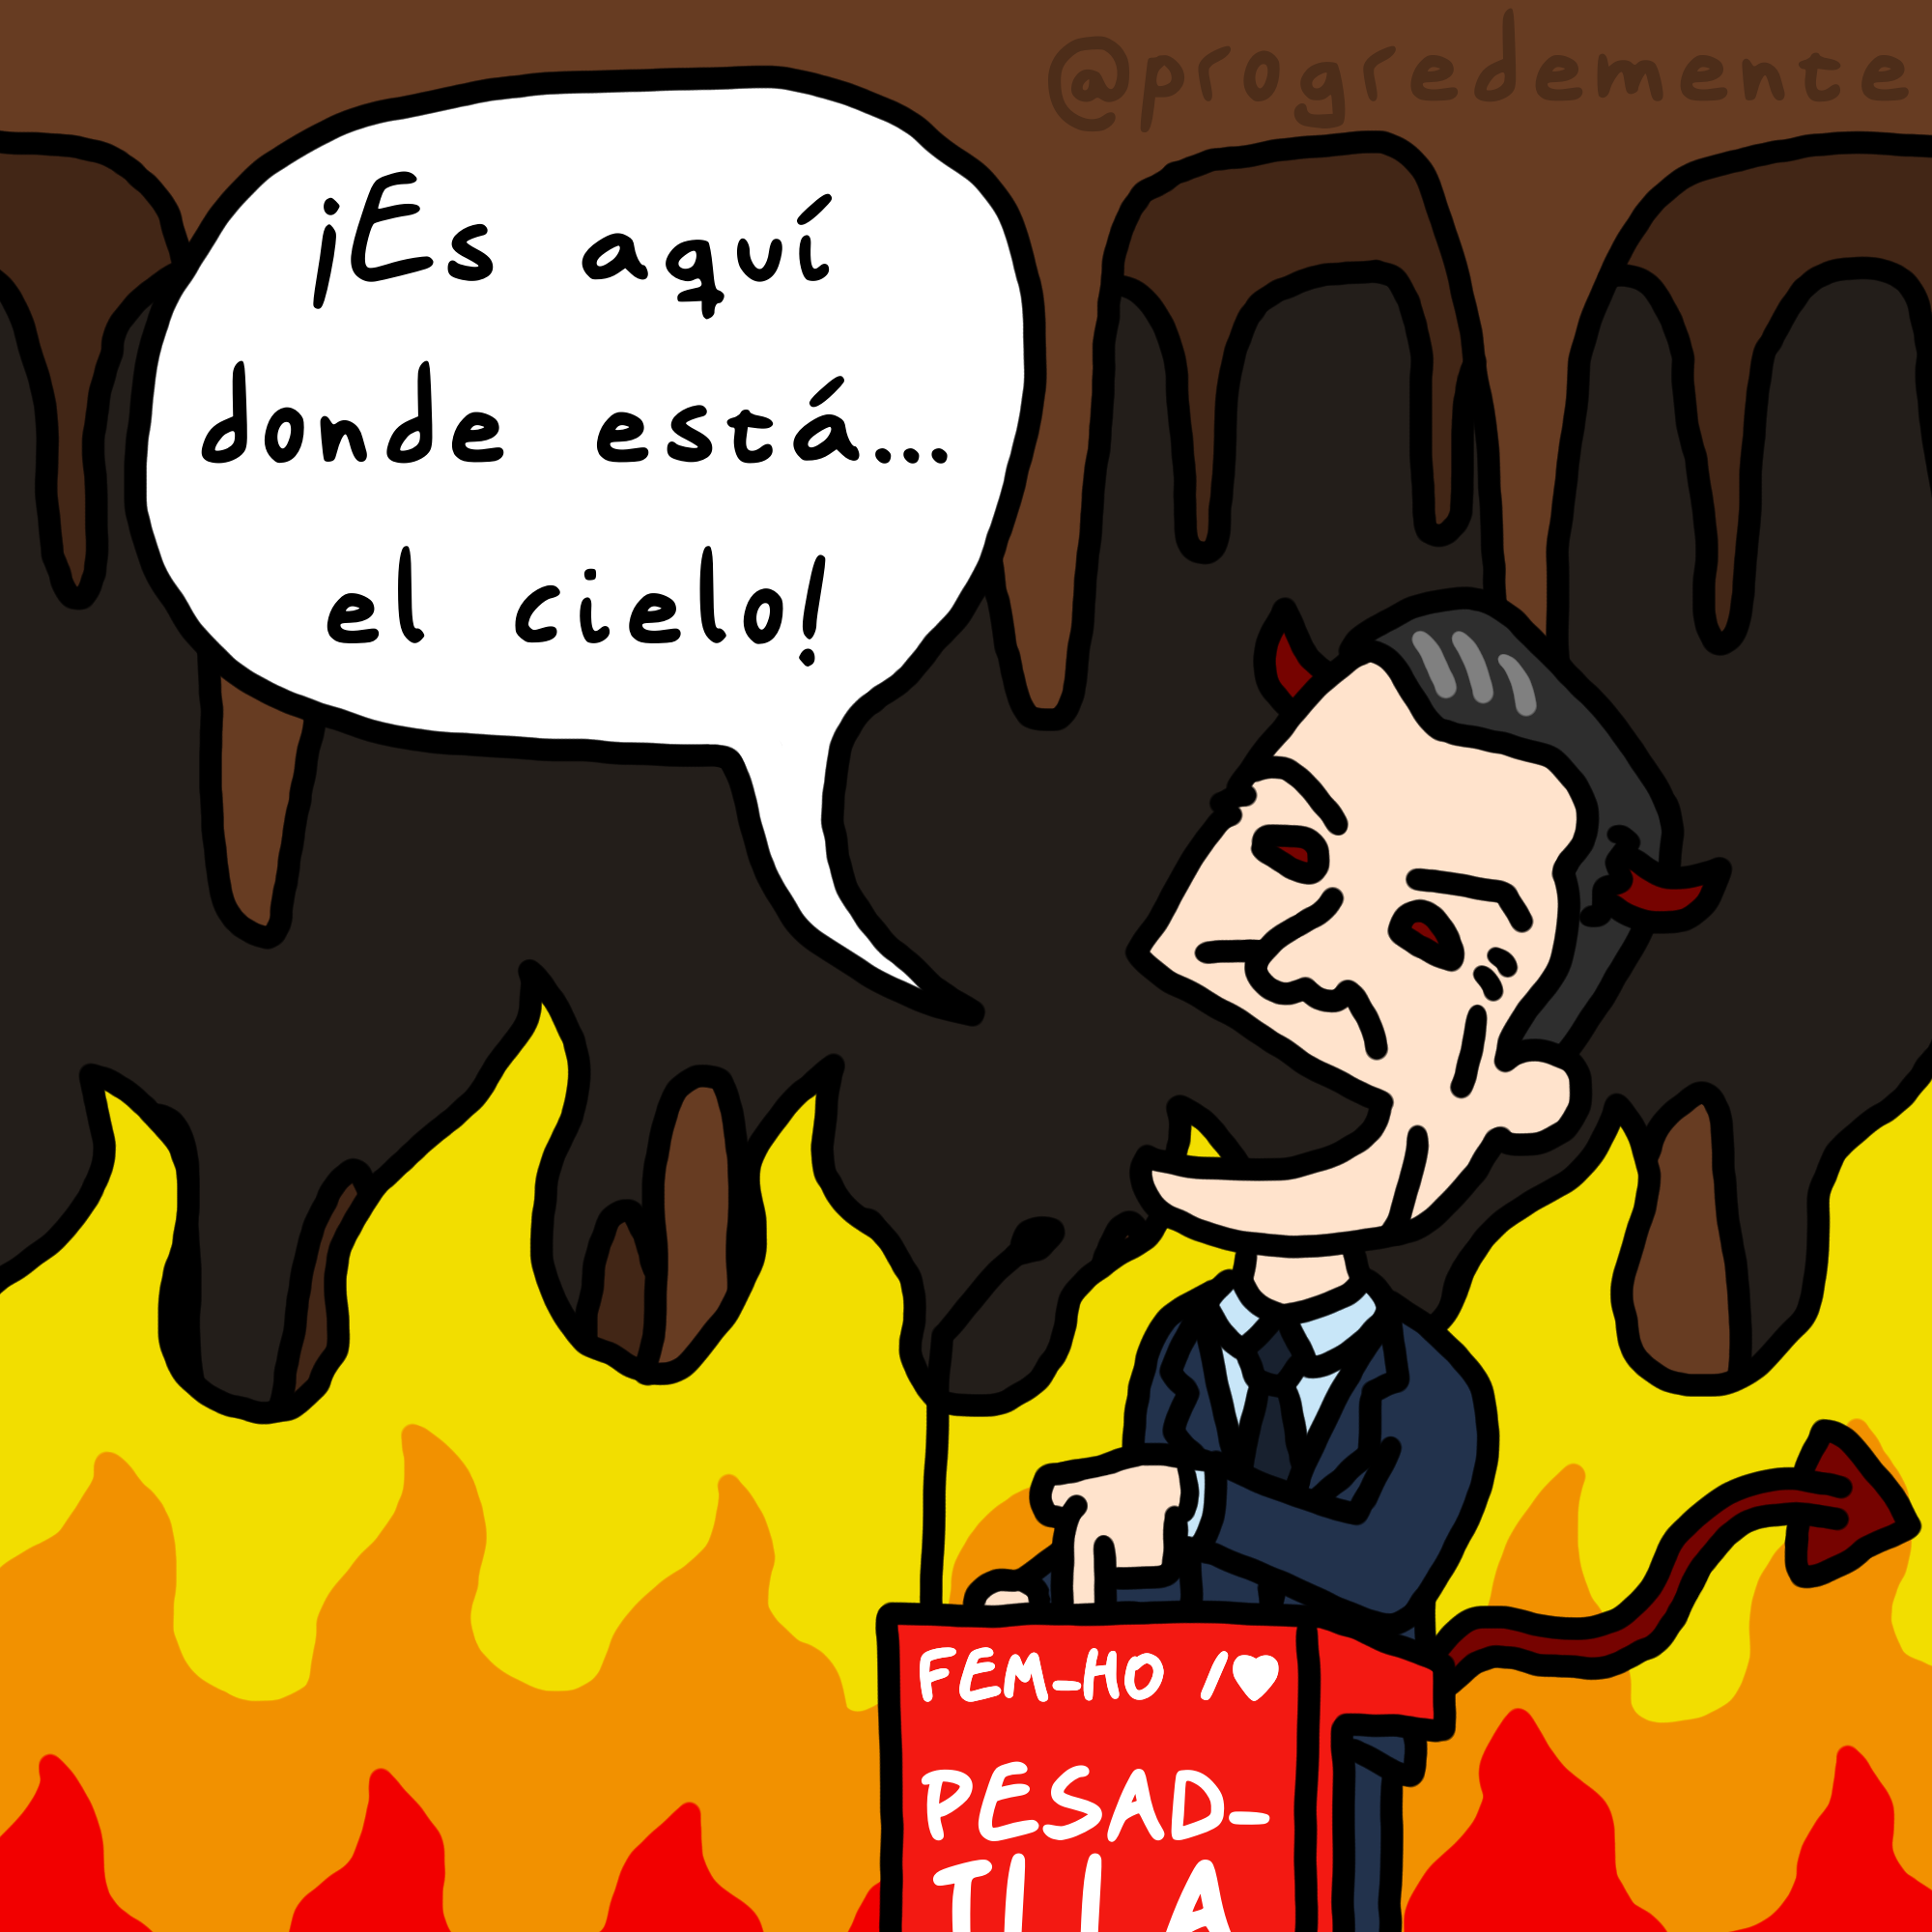 @progredemente
¡Es aquí
donde está...
el cielo!
FEM-HO /♥
PESAD-